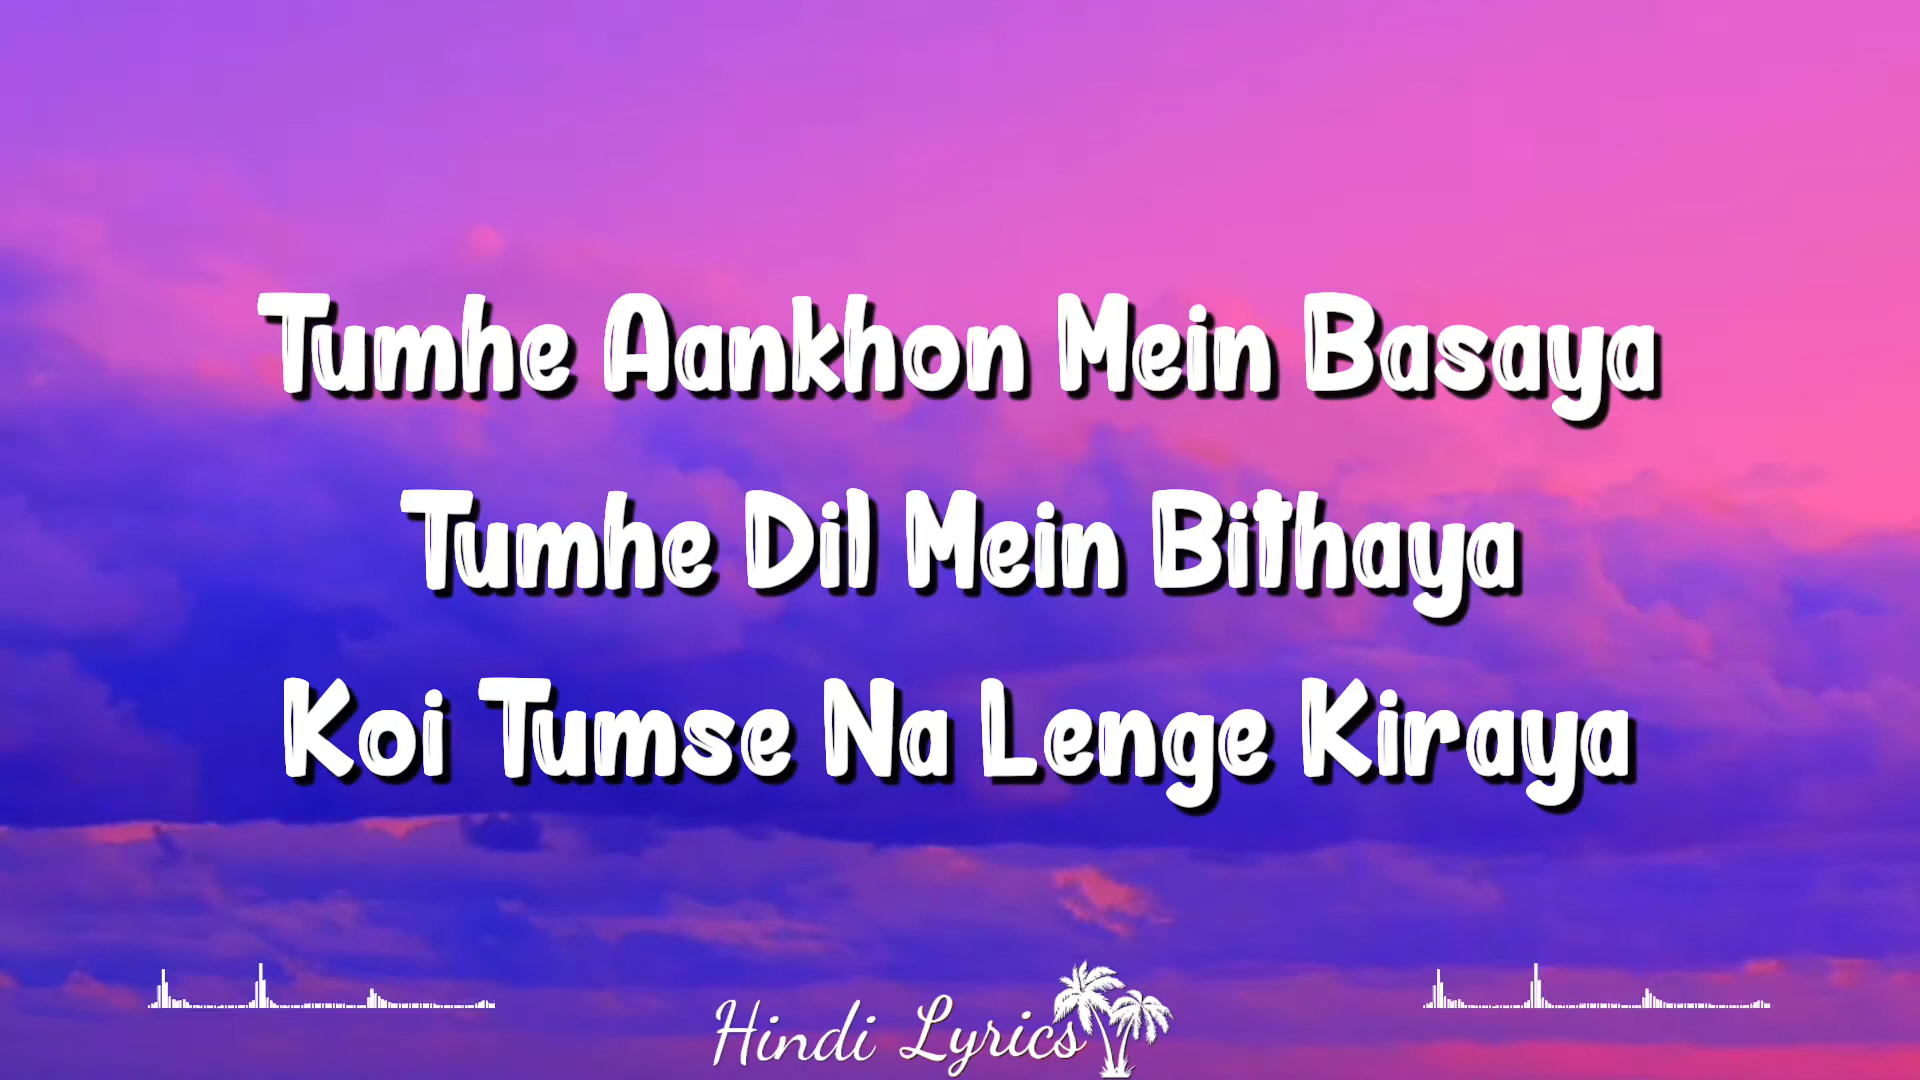 Tumhe Aankhon Mein Basaya
Tumhe Dil Mein Bithaya
Koi Tumse Na Lenge Kiraya
Hindi Lyrics